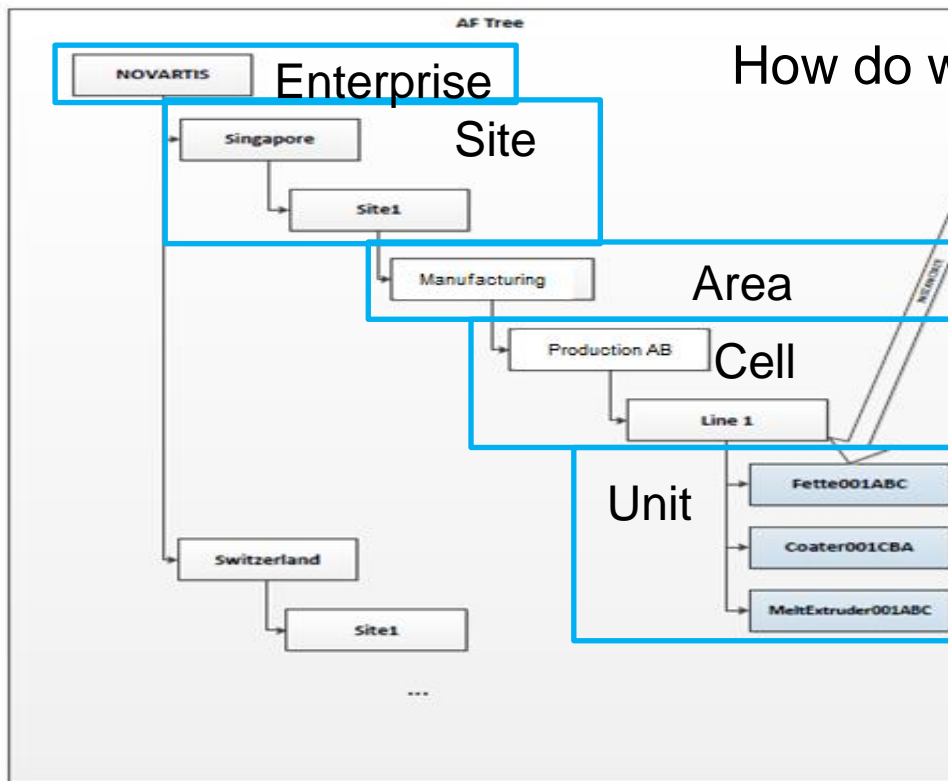 AF Tree
How do w
NOVARTIS
Enterprise
Singapore
Site
Site1
Manufacturing
Area
Production AB
Cell
Line 1
Unit
Fette001ABC
Coater001CBA
MeltExtruder001ABC
Switzerland
Site1
...